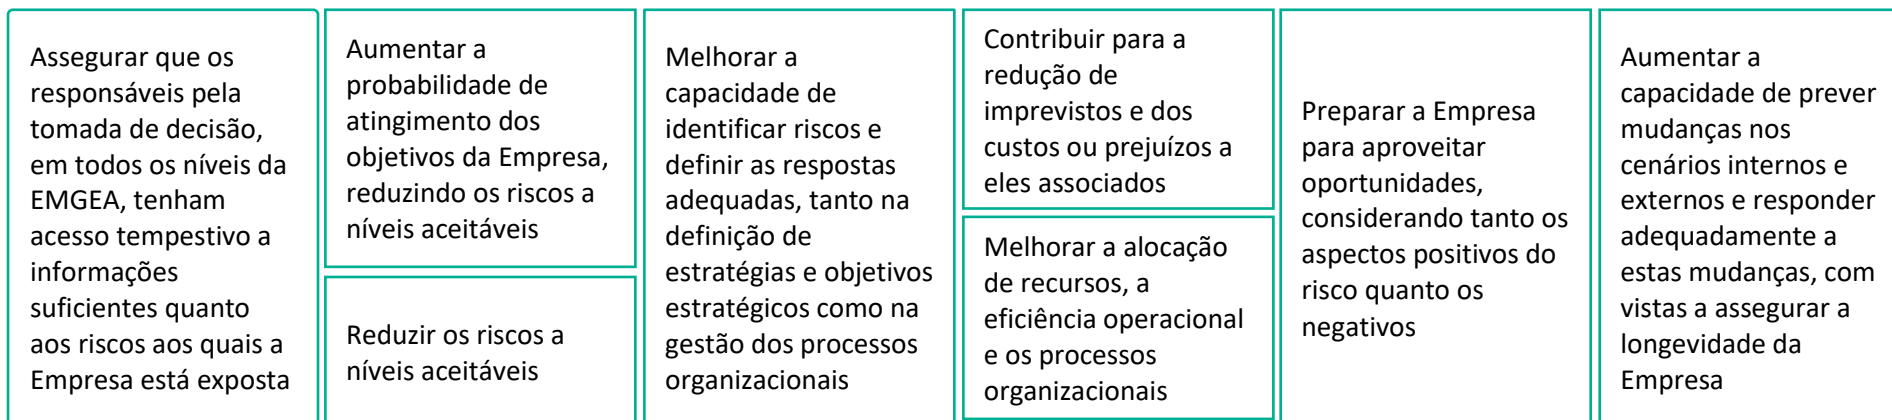 Assegurar que os
responsáveis pela
tomada de decisão,
em todos os níveis da
EMGEA, tenham
acesso tempestivo a
informações
suficientes quanto
aos riscos aos quais a
Empresa está exposta
Aumentar a
probabilidade de
atingimento dos
objetivos da Empresa,
reduzindo os riscos a
níveis aceitáveis
Reduzir os riscos a
níveis aceitáveis
Melhorar a
capacidade de
identificar riscos e
definir as respostas
adequadas, tanto na
definição de
estratégias e objetivos
estratégicos como na
gestão dos processos
organizacionais
Contribuir para a
redução de
imprevistos e dos
custos ou prejuízos a
eles associados
Melhorar a alocação
de recursos, a
eficiência operacional
e os processos
organizacionais
Preparar a Empresa
para aproveitar
oportunidades,
considerando tanto os
aspectos positivos do
risco quanto os
negativos
Aumentar a
capacidade de prever
mudanças nos
cenários internos e
externos e responder
adequadamente a
estas mudanças, com
vistas a assegurar a
longevidade da
Empresa